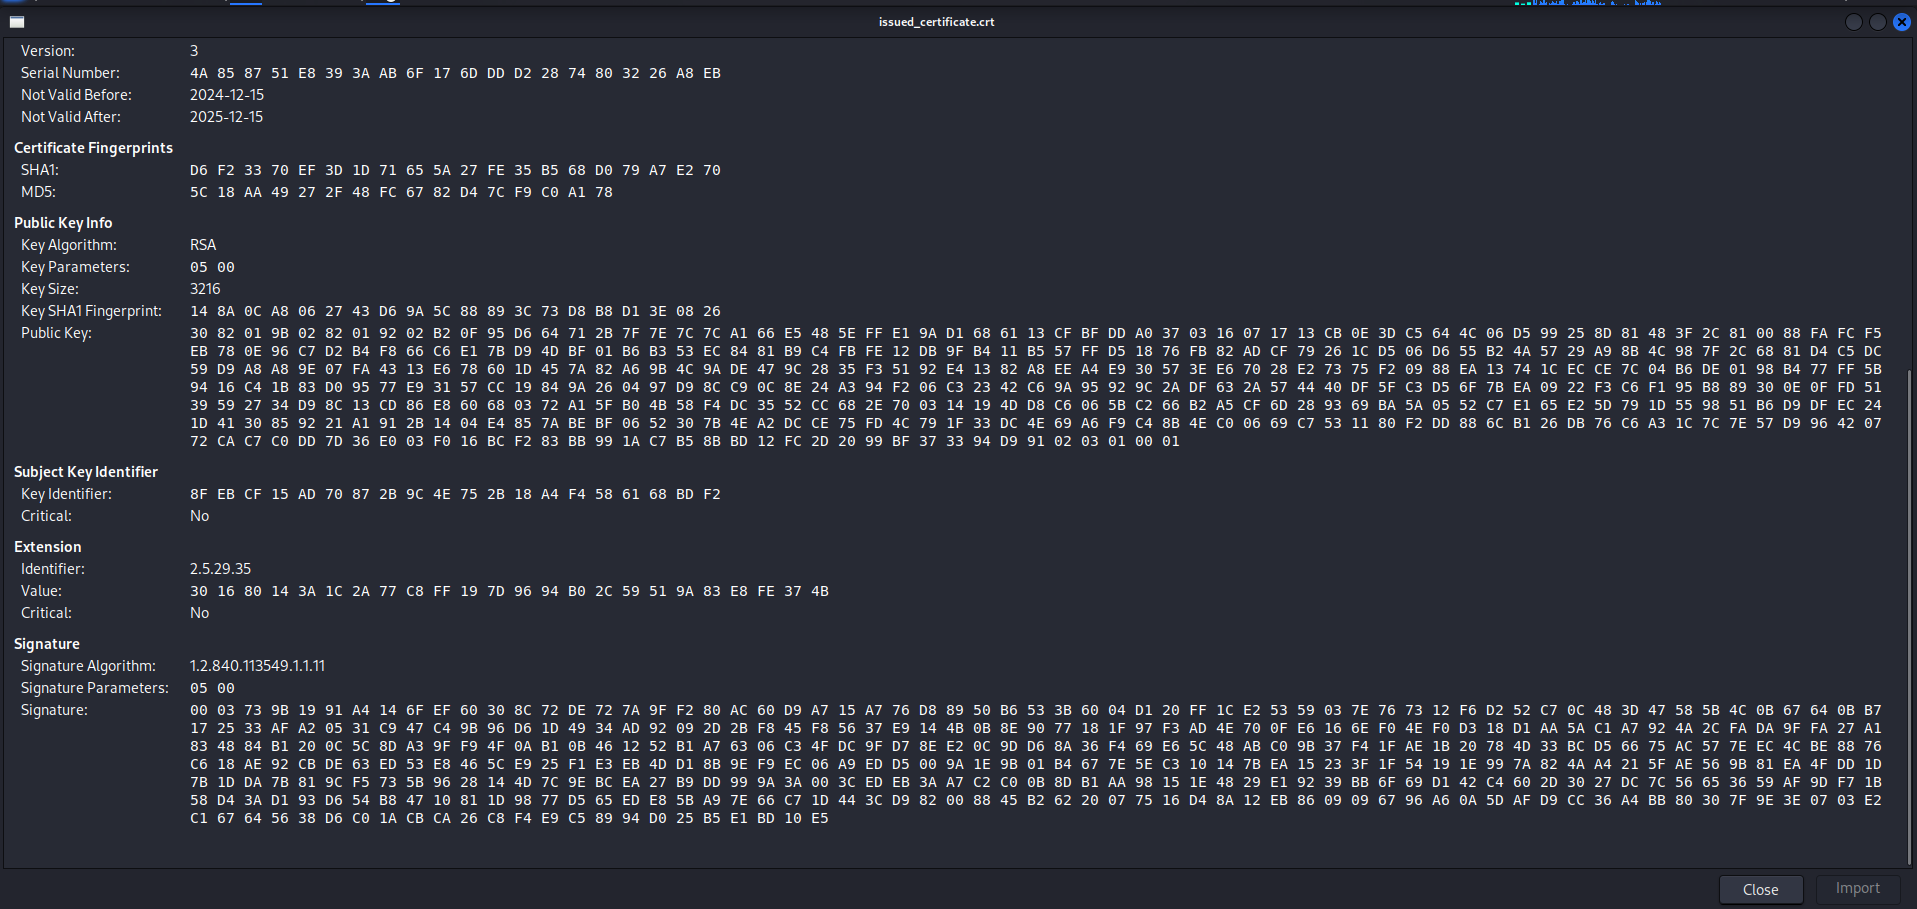 issued_certificate.crt
Version: 3
Serial Number: 4A 85 87 51 E8 39 3A AB 6F 17 6D DD D2 28 74 80 32 26 A8 EB
Not Valid Before: 2024-12-15
Not Valid After: 2025-12-15
Certificate Fingerprints
SHA1: D6 F2 33 70 EF 3D 1D 71 65 5A 27 FE 35 B5 68 D0 79 A7 E2 70
MD5: 5C 18 AA 49 27 2F 48 FC 67 82 D4 7C F9 C0 A1 78
Public Key Info
Key Algorithm: RSA
Key Parameters: 05 00
Key Size: 3216
Key SHA1 Fingerprint: 14 8A 0C A8 06 27 43 D6 9A 5C 88 89 3C 73 D8 B8 D1 3E 08 26
Public Key: 30 82 01 9B 02 82 01 92 02 B2 0F 95 D6 64 71 2B 7F 7E 7C 7C A1 66 E5 48 5E FF E1 9A D1 68 61 13 CF BF DD A0 37 03 16 07 17 13 CB 0E 3D C5 64 4C 06 D5 99 25 8D 81 48 3F 2C 81 00 88 FA FC F5
EB 78 0E 96 C7 D2 B4 F8 66 C6 E1 7B D9 4D BF 01 B6 B3 53 EC 84 81 B9 C4 FB FE 12 DB 9F B4 11 B5 57 FF D5 18 76 FB 82 AD CF 79 26 1C D5 06 D6 55 B2 4A 57 29 A9 8B 4C 98 7F 2C 68 81 D4 C5 DC
59 D9 A8 A8 9E 07 FA 43 13 E6 78 60 1D 45 7A 82 A6 9B 4C 9A DE 47 9C 28 35 F3 51 92 E4 13 82 A8 EE A4 E9 30 57 3E E6 70 28 E2 73 75 F2 09 88 EA 13 74 1C EC CE 7C 04 B6 DE 01 98 B4 77 FF 5B
94 16 C4 1B 83 D0 95 77 E9 31 57 CC 19 84 9A 26 04 97 D9 8C C9 0C 8E 24 A3 94 F2 06 C3 23 42 C6 9A 95 92 9C 2A DF 63 2A 57 44 40 DF 5F C3 D5 6F 7B EA 09 22 F3 C6 F1 95 B8 89 30 0E 0F FD 51
39 59 27 34 D9 8C 13 CD 86 E8 60 68 03 72 A1 5F B0 4B 58 F4 DC 35 52 CC 68 2E 70 03 14 19 4D D8 C6 06 5B C2 66 B2 A5 CF 6D 28 93 69 BA 5A 05 52 C7 E1 65 E2 5D 79 1D 55 98 51 B6 D9 DF EC 24
1D 41 30 85 92 21 A1 91 2B 14 04 E4 85 7A BE BF 06 52 30 7B 4E A2 DC CE 75 FD 4C 79 1F 33 DC 4E 69 A6 F9 C4 8B 4E C0 06 69 C7 53 11 80 F2 DD 88 6C B1 26 DB 76 C6 A3 1C 7C 7E 57 D9 96 42 07
72 CA C7 C0 DD 7D 36 E0 03 F0 16 BC F2 83 BB 99 1A C7 B5 8B BD 12 FC 2D 20 99 BF 37 33 94 D9 91 02 03 01 00 01
Subject Key Identifier
Key Identifier: 8F EB CF 15 AD 70 87 2B 9C 4E 75 2B 18 A4 F4 58 61 68 BD F2
Critical: No
Extension
Identifier: 2.5.29.35
Value: 30 16 80 14 3A 1C 2A 77 C8 FF 19 7D 96 94 B0 2C 59 51 9A 83 E8 FE 37 4B
Critical: No
Signature
Signature Algorithm: 1.2.840.113549.1.1.11
Signature Parameters: 05 00
Signature: 00 03 73 9B 19 91 A4 14 6F EF 60 30 8C 72 DE 72 7A 9F F2 80 AC 60 D9 A7 15 A7 76 D8 89 50 B6 53 3B 60 04 D1 20 FF 1C E2 53 59 03 7E 76 73 12 F6 D2 52 C7 0C 48 3D 47 58 5B 4C 0B 67 64 0B B7
17 25 33 AF A2 05 31 C9 47 C4 9B 96 D6 1D 49 34 AD 92 09 2D 2B F8 45 F8 56 37 E9 14 4B 0B 8E 90 77 18 1F 97 F3 AD 4E 70 0F E6 16 6E F0 4E F0 D3 18 D1 AA 5A C1 A7 92 4A 2C FA DA 9F FA 27 A1
83 48 84 B1 20 0C 5C 8D A3 9F F9 4F 0A B1 0B 46 12 52 B1 A7 63 06 C3 4F DC 9F D7 8E E2 0C 9D D6 8A 36 F4 69 E6 5C 48 AB C0 9B 37 F4 1F AE 1B 20 78 4D 33 BC D5 66 75 AC 57 7E EC 4C BE 88 76
C6 18 AE 92 CB DE 63 ED 53 E8 46 5C E9 25 F1 E3 EB 4D D1 8B 9E F9 EC 06 A9 ED D5 00 9A 1E 9B 01 B4 67 7E 5E C3 10 14 7B EA 15 23 3F 1F 54 19 1E 99 7A 82 4A A4 21 5F AE 56 9B 81 EA 4F DD 1D
7B 1D DA 7B 81 9C F5 73 5B 96 28 14 4D 7C 9E BC EA 27 B9 DD 99 9A 3A 00 3C ED EB 3A A7 C2 C0 0B 8D B1 AA 98 15 1E 48 29 E1 92 39 BB 6F 69 D1 42 C4 60 2D 30 27 DC 7C 56 65 36 59 AF 9D F7 1B
58 D4 3A D1 93 D6 54 B8 47 10 81 1D 98 77 D5 65 ED E8 5B A9 7E 66 C7 1D 44 3C D9 82 00 88 45 B2 62 20 07 75 16 D4 8A 12 EB 86 09 09 67 96 A6 0A 5D AF D9 CC 36 A4 BB 80 30 7F 9E 3E 07 03 E2
C1 67 64 56 38 D6 C0 1A CB CA 26 C8 F4 E9 C5 89 94 D0 25 B5 E1 BD 10 E5
Close
Import